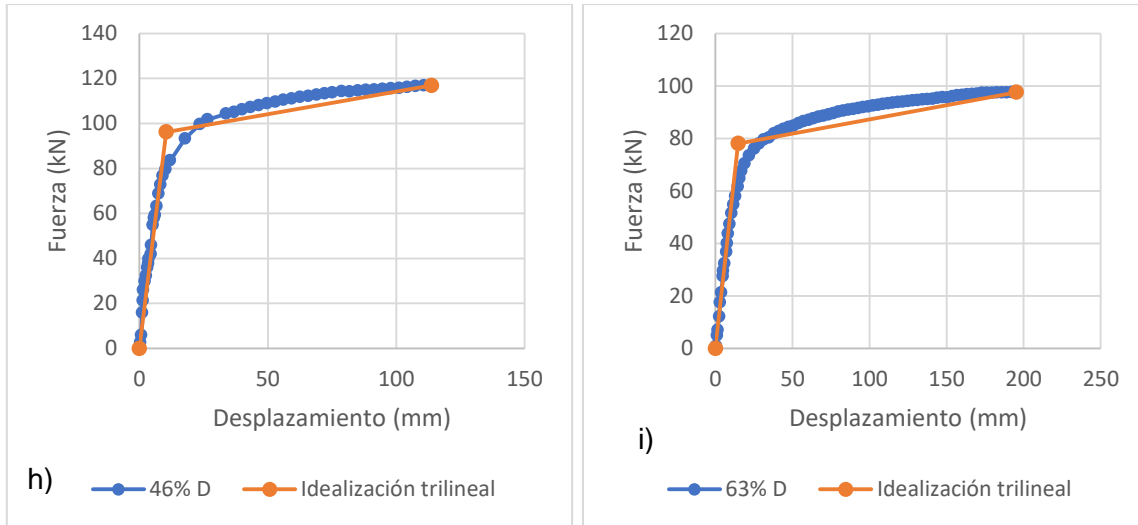 140
120
100
80
60
40
20
0
Fuerza (kN)
0 50 100 150
Desplazamiento (mm)
h)
46% D Idealización trilineal
120
100
80
60
40
20
0
Fuerza (kN)
0 50 100 150 200 250
Desplazamiento (mm)
i)
63% D Idealización trilineal